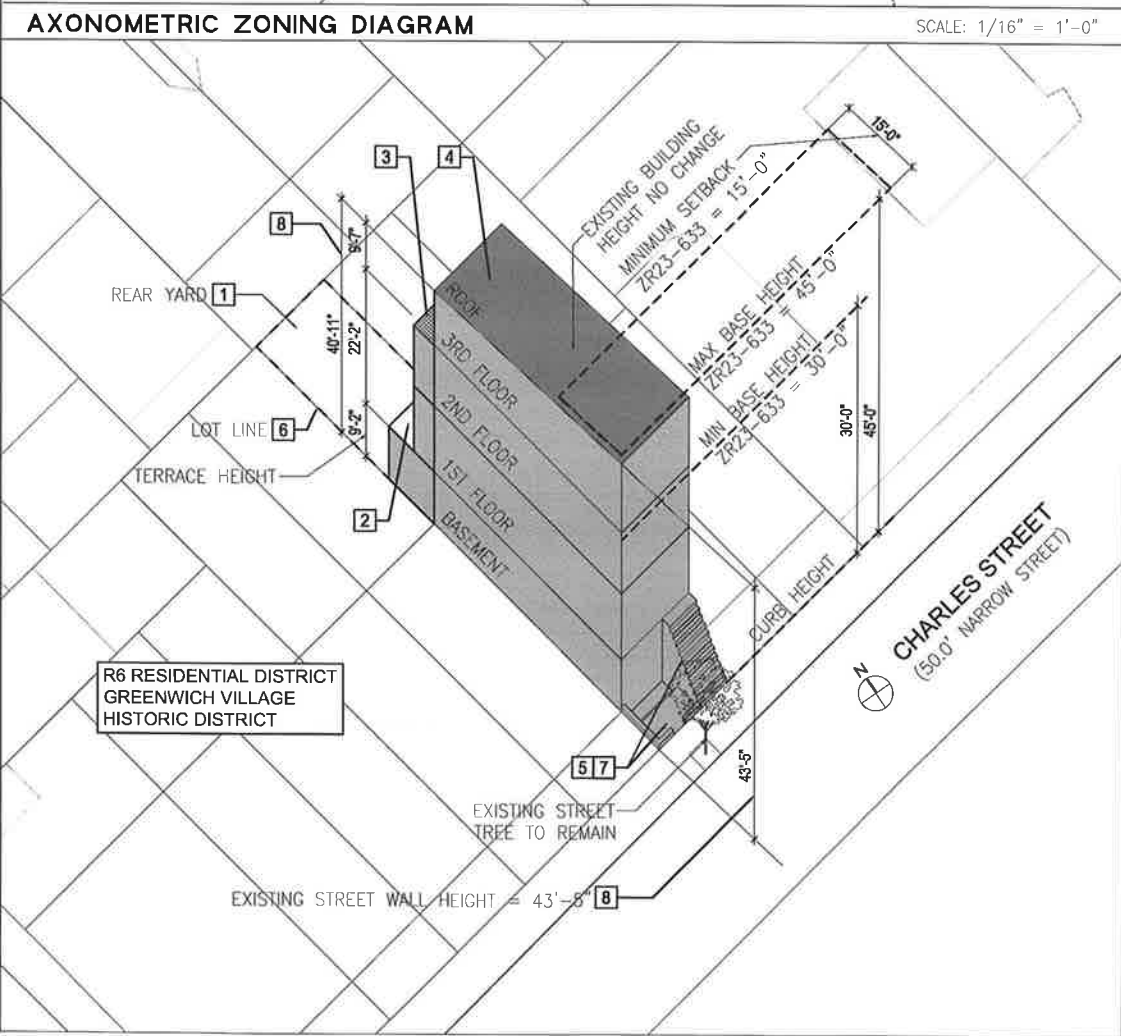 AXONOMETRIC ZONING DIAGRAM
SCALE: 1/16" = 1'-0"
15'-0"
3
4
EXISTING BUILDING
HEIGHT NO CHANGE
MINIMUM SETBACK
ZR23-633 = 15'-0"
8
9'-7"
REAR YARD 1
ROOF
40'-11"
22'-2"
3RD FLOOR
MAX BASE HEIGHT
ZR23-633 = 45'-0"
MIN BASE HEIGHT
ZR23-633 = 30'-0"
30'-0"
45'-0"
LOT LINE 6
9'-2"
2ND FLOOR
TERRACE HEIGHT
1ST FLOOR
2
BASEMENT
CURB HEIGHT
CHARLES STREET
(50.0' NARROW STREET)
N
R6 RESIDENTIAL DISTRICT
GREENWICH VILLAGE
HISTORIC DISTRICT
5 7
43'-5"
EXISTING STREET
TREE TO REMAIN
EXISTING STREET WALL HEIGHT = 43'-5" 8